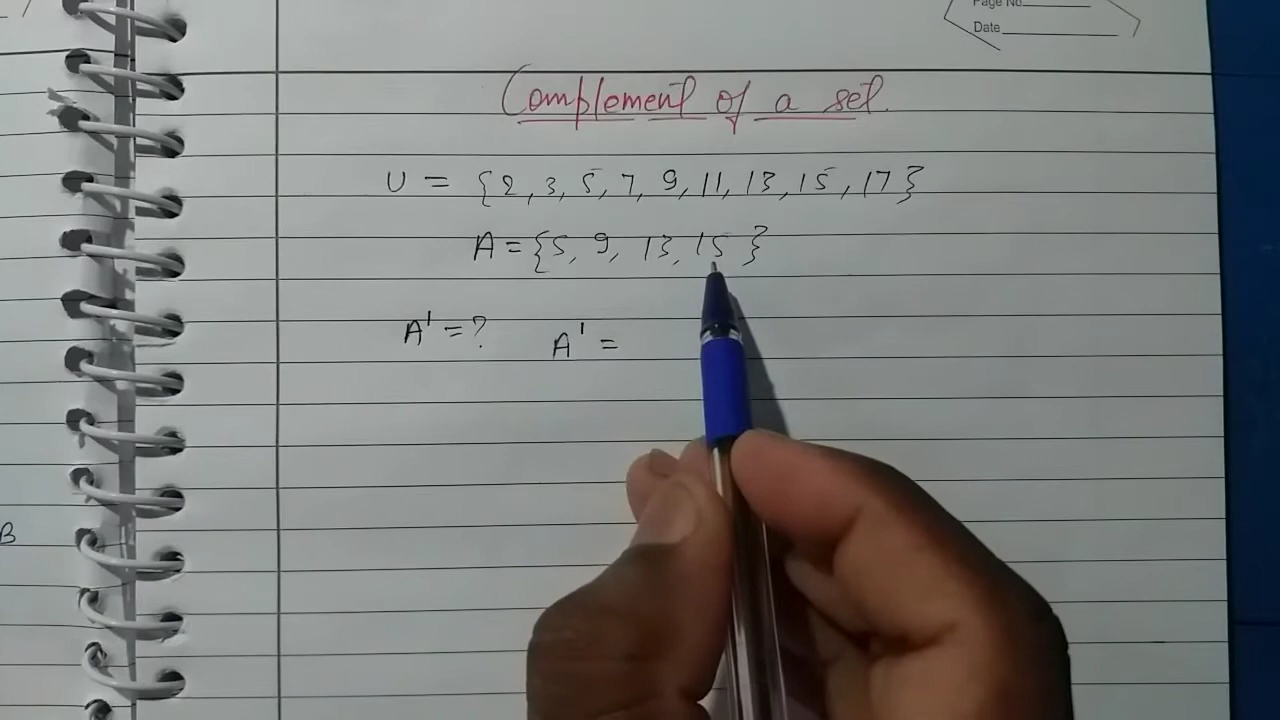 Page No.
Date
Complement of a set
U = {2, 3, 5, 7, 9, 11, 13, 15, 17}
A = {5, 9, 13, 15 }
A' = ? A' =
B